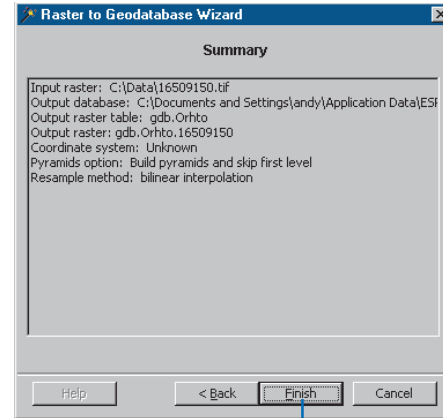 Raster to Geodatabase Wizard
Summary
Input raster: C:\Data\16509150.tif
Output database: C:\Documents and Settings\andy\Application Data\ESF
Output raster table: gdb.Orhto
Output raster: gdb.Orhto.16509150
Coordinate system: Unknown
Pyramids option: Build pyramids and skip first level
Resample method: bilinear interpolation
Help < Back Finish Cancel